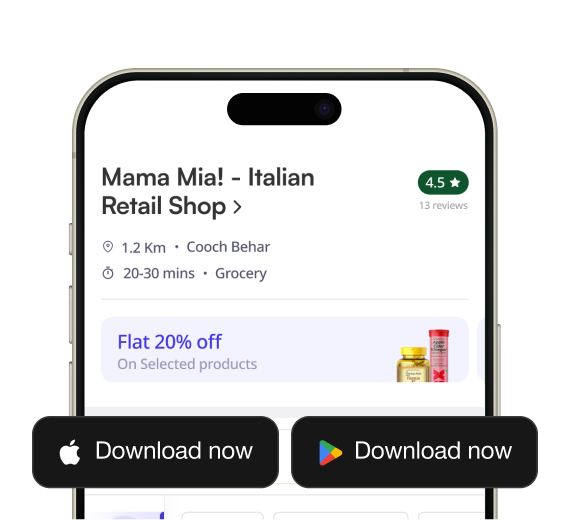 Mama Mia! - Italian
Retail Shop >
4.5 ★
13 reviews
1.2 Km • Cooch Behar
20-30 mins • Grocery
Flat 20% off
On Selected products
Download now
Download now